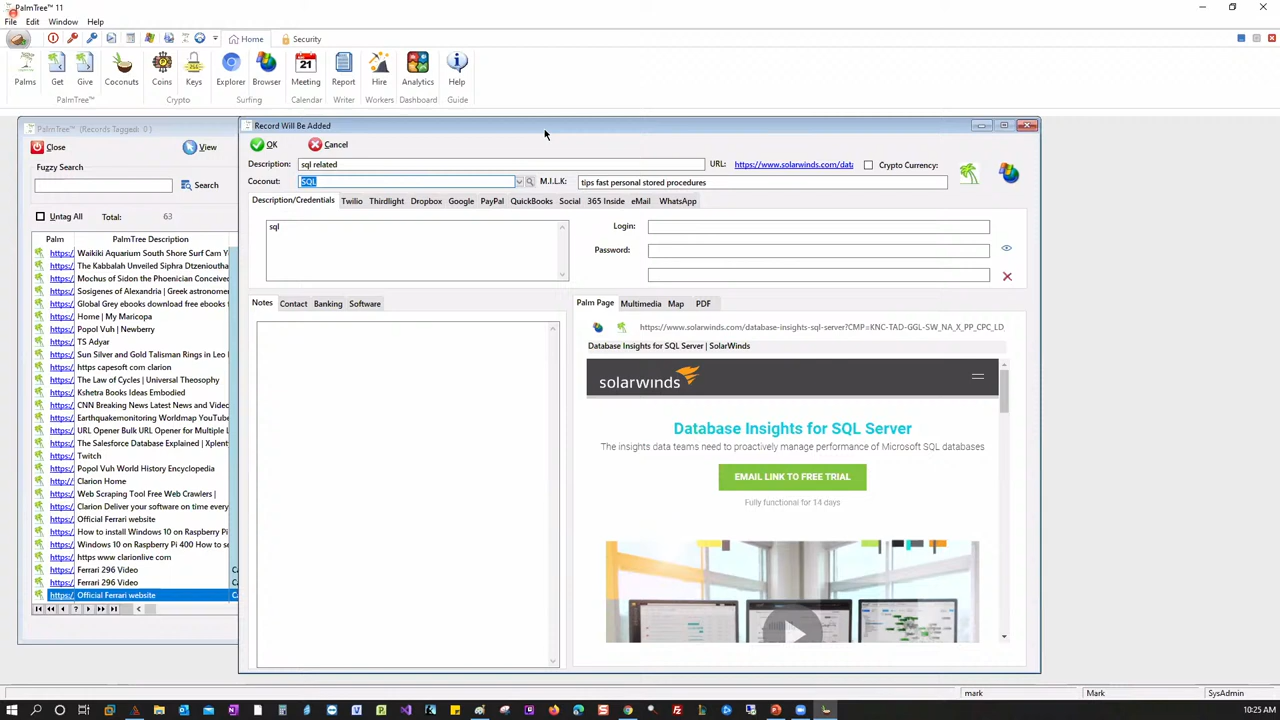 PalmTree™ 11
File Edit Window Help
Home Security
Palms Get Give Coconuts Coins Keys Explorer Browser Meeting Report Hire Analytics Help
PalmTree™ Crypto Surfing Calendar Writer Workers Dashboard Guide
PalmTree™ (Records Tagged: 0 )
Close View
Fuzzy Search
Search
Untag All Total: 63
Palm PalmTree Description
https:/ Waikiki Aquarium South Shore Surf Cam Y
https:/ The Kabbalah Unveiled Siphra Dtzeniouthа
https:/ Mochus of Sidon the Phoenician Conceived
https:/ Sosigenes of Alexandria | Greek astronomer
https:/ Global Grey ebooks download free ebooks
https:/ Home | My Maricopa
https:/ Popol Vuh | Newberry
https:/ TS Adyar
https:/ Sun Silver and Gold Talisman Rings in Leo
https:/ https capesoft com clarion
https:/ The Law of Cycles | Universal Theosophy
https:/ Kshetra Books Ideas Embodied
https:/ CNN Breaking News Latest News and Video
https:/ Earthquakemonitoring Worldmap YouTube
https:/ URL Opener Bulk URL Opener for Multiple L
https:/ The Salesforce Database Explained | Xplent
https:/ Twitch
https:/ Popol Vuh World History Encyclopedia
http:// Clarion Home
https:/ Web Scraping Tool Free Web Crawlers |
https:/ Clarion Deliver your software on time every
https:/ Official Ferrari website
https:/ How to install Windows 10 on Raspberry Pi
https:/ Windows 10 on Raspberry Pi 400 How to se
https:/ https www clarionlive com
https:/ Ferrari 296 Video Ca
https:/ Ferrari 296 Video Ca
https:/ Official Ferrari website Ca
Record Will Be Added
OK Cancel
Description: sql related URL: https://www.solarwinds.com/dat Crypto Currency:
Coconut: SQL M.I.L.K: tips fast personal stored procedures
Description/Credentials Twilio Thirdlight Dropbox Google PayPal QuickBooks Social 365 Inside eMail WhatsApp
sql
Login:
Password:
Notes Contact Banking Software
Palm Page Multimedia Map PDF
https://www.solarwinds.com/database-insights-sql-server?CMP=KNC-TAD-GGL-SW_NA_X_PP_CPC_LD
Database Insights for SQL Server | SolarWinds
solarwinds
Database Insights for SQL Server
The insights data teams need to proactively manage performance of Microsoft SQL databases
EMAIL LINK TO FREE TRIAL
Fully functional for 14 days
mark Mark SysAdmin
10:25 AM